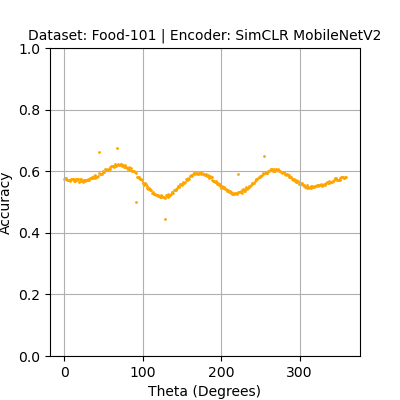 Dataset: Food-101 | Encoder: SimCLR MobileNetV2
1.0
0.8
0.6
0.4
0.2
0.0
Accuracy
0 100 200 300
Theta (Degrees)